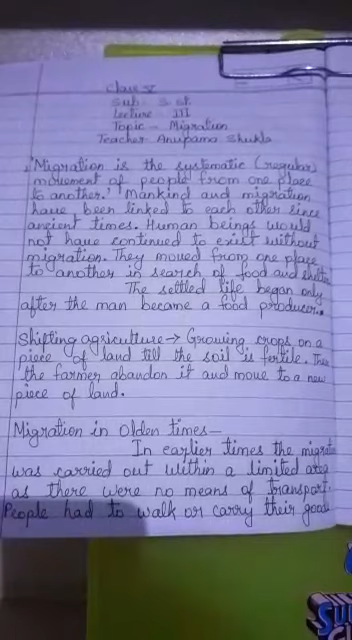 Class V
Sub - S. St.
Lecture III
Topic - Migration
Teacher Anupama Shukla
"Migration is the systematic (regular)
movement of people from one place
to another." Mankind and migration
have been linked to each other since
ancient times. Human beings would
not have continued to exist without
migration. They moved from one place
to another in search of food and shelter
The settled life began only
after the man became a food producer.
Shifting agriculture → Growing crops on a
piece of land till the soil is fertile. Then
the farmer abandon it and move to a new
piece of land.
Migration in Olden times -
In earlier times the migration
was carried out within a limited area
as there were no means of transport.
People had to walk or carry their goods